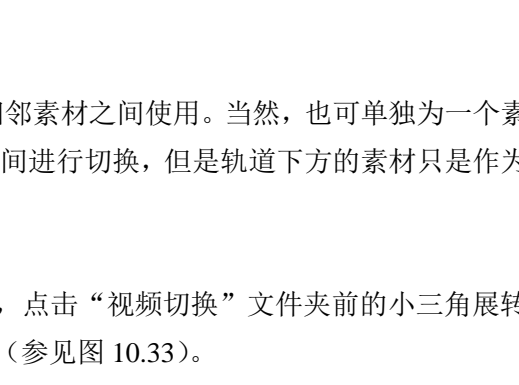 相邻素材之间使用。当然，也可单独为一个素
间进行切换，但是轨道下方的素材只是作为
，点击“视频切换”文件夹前的小三角展转
（参见图 10.33）。